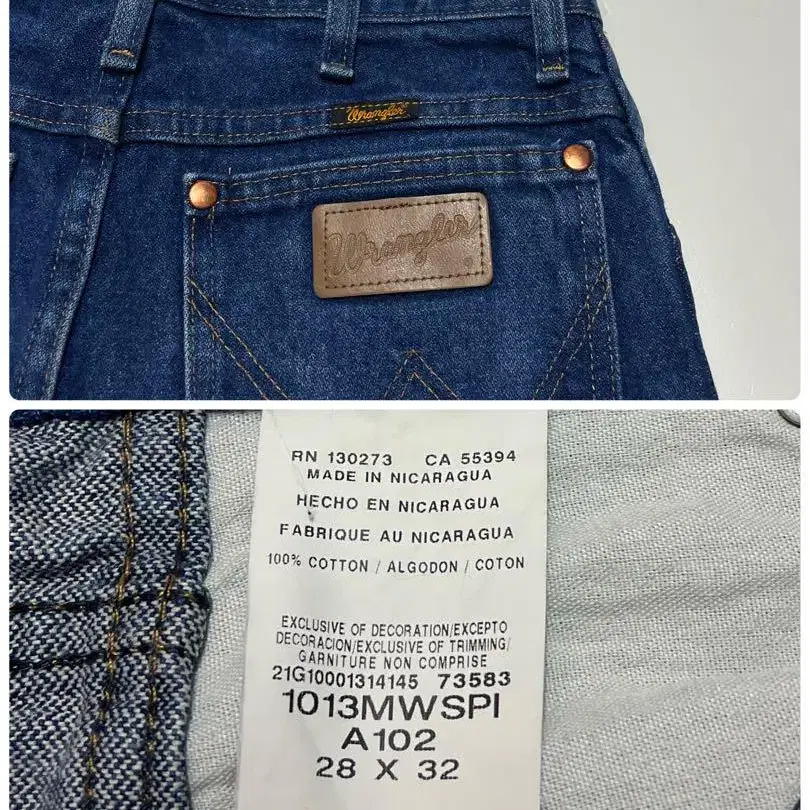 Wrangler
Wrangler
RN 130273 CA 55394
MADE IN NICARAGUA
HECHO EN NICARAGUA
FABRIQUE AU NICARAGUA
100% COTTON / ALGODON / COTON
EXCLUSIVE OF DECORATION/EXCEPTO
DECORACION/EXCLUSIVE OF TRIMMING/
GARNITURE NON COMPRISE
21G10001314145 73583
1013MWSPI
A102
28 X 32